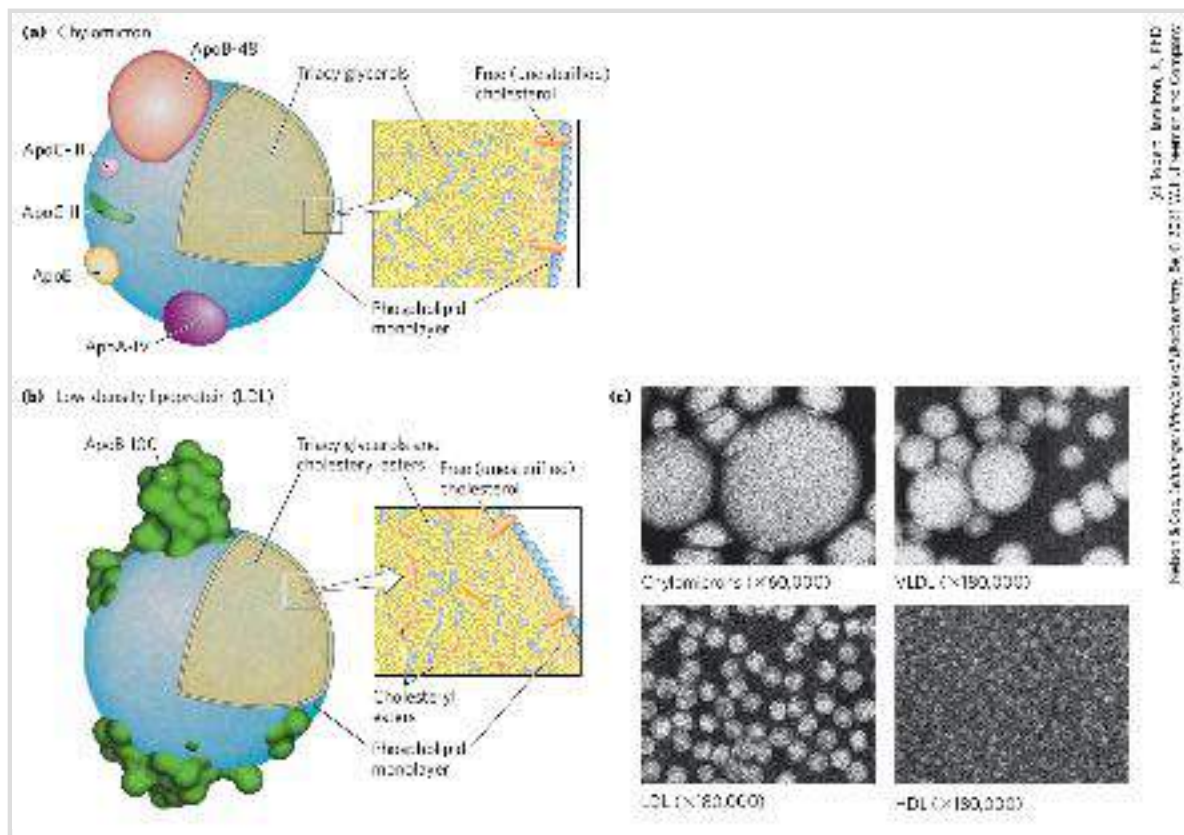 (a) Chylomicron
ApoB-48
Triacylglycerols
Free (unesterified)
cholesterol
ApoC-III
ApoC-II
ApoE
ApoA-IV
Phospholipid
monolayer
(b) Low-density lipoprotein (LDL)
ApoB-100
Triacylglycerols and
cholesteryl esters
Free (unesterified)
cholesterol
Cholesteryl
esters
Phospholipid
monolayer
(c)
Chylomicrons (×60,000)
VLDL (×180,000)
LDL (×180,000)
HDL (×180,000)